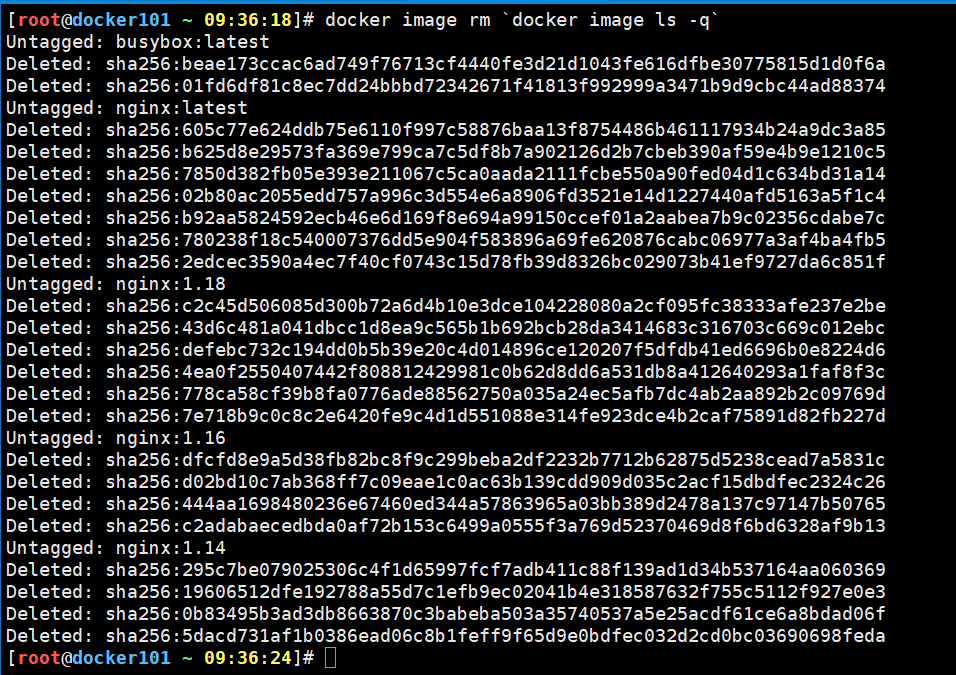 [root@docker101 ~ 09:36:18]# docker image rm `docker image ls -q`
Untagged: busybox:latest
Deleted: sha256:beae173ccac6ad749f76713cf4440fe3d21d1043fe616dfbe30775815d1d0f6a
Deleted: sha256:01fd6df81c8ec7dd24bbbd72342671f41813f992999a3471b9d9cbc44ad88374
Untagged: nginx:latest
Deleted: sha256:605c77e624ddb75e6110f997c58876baa13f8754486b461117934b24a9dc3a85
Deleted: sha256:b625d8e29573fa369e799ca7c5df8b7a902126d2b7cbeb390af59e4b9e1210c5
Deleted: sha256:7850d382fb05e393e211067c5ca0aada2111fcbe550a90fed04d1c634bd31a14
Deleted: sha256:02b80ac2055edd757a996c3d554e6a8906fd3521e14d1227440afd5163a5f1c4
Deleted: sha256:b92aa5824592ecb46e6d169f8e694a99150ccef01a2aabea7b9c02356cdabe7c
Deleted: sha256:780238f18c540007376dd5e904f583896a69fe620876cabc06977a3af4ba4fb5
Deleted: sha256:2edcec3590a4ec7f40cf0743c15d78fb39d8326bc029073b41ef9727da6c851f
Untagged: nginx:1.18
Deleted: sha256:c2c45d506085d300b72a6d4b10e3dce104228080a2cf095fc38333afe237e2be
Deleted: sha256:43d6c481a041dbcc1d8ea9c565b1b692bcb28da3414683c316703c669c012ebc
Deleted: sha256:defebc732c194dd0b5b39e20c4d014896ce120207f5dfdb41ed6696b0e8224d6
Deleted: sha256:4ea0f2550407442f808812429981c0b62d8dd6a531db8a412640293a1faf8f3c
Deleted: sha256:778ca58cf39b8fa0776ade88562750a035a24ec5afb7dc4ab2aa892b2c09769d
Deleted: sha256:7e718b9c0c8c2e6420fe9c4d1d551088e314fe923dce4b2caf75891d82fb227d
Untagged: nginx:1.16
Deleted: sha256:dfcfd8e9a5d38fb82bc8f9c299beba2df2232b7712b62875d5238cead7a5831c
Deleted: sha256:d02bd10c7ab368ff7c09eae1c0ac63b139cdd909d035c2acf15dbdfec2324c26
Deleted: sha256:444aa1698480236e67460ed344a57863965a03bb389d2478a137c97147b50765
Deleted: sha256:c2adabaecedbda0af72b153c6499a0555f3a769d52370469d8f6bd6328af9b13
Untagged: nginx:1.14
Deleted: sha256:295c7be079025306c4f1d65997fcf7adb411c88f139ad1d34b537164aa060369
Deleted: sha256:19606512dfe192788a55d7c1efb9ec02041b4e318587632f755c5112f927e0e3
Deleted: sha256:0b83495b3ad3db8663870c3babeba503a35740537a5e25acdf61ce6a8bdad06f
Deleted: sha256:5dacd731af1b0386ead06c8b1feff9f65d9e0bdfec032d2cd0bc03690698feda
[root@docker101 ~ 09:36:24]#